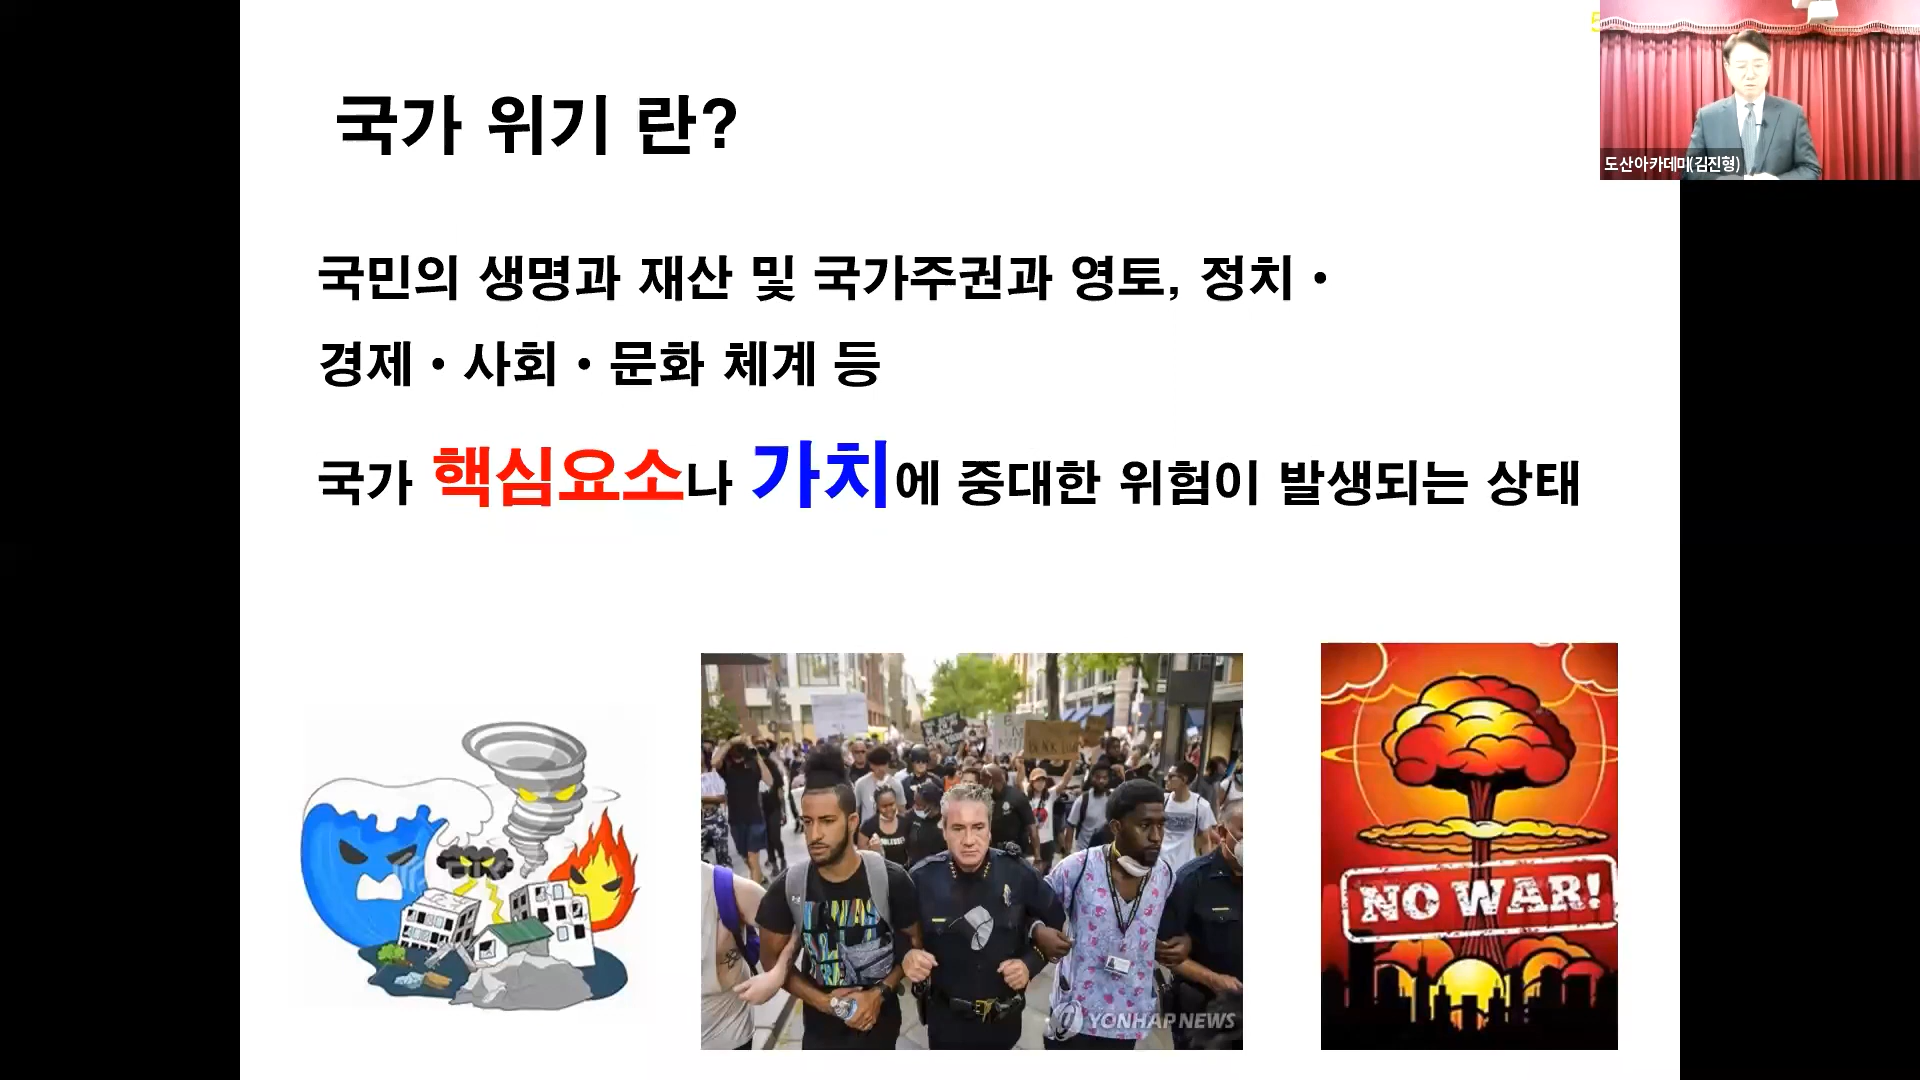 국가 위기 란?
도산아카데미(김진형)
국민의 생명과 재산 및 국가주권과 영토, 정치·
경제·사회·문화 체계 등
국가 핵심요소나 가치에 중대한 위험이 발생되는 상태
NO WAR!
YONHAP NEWS